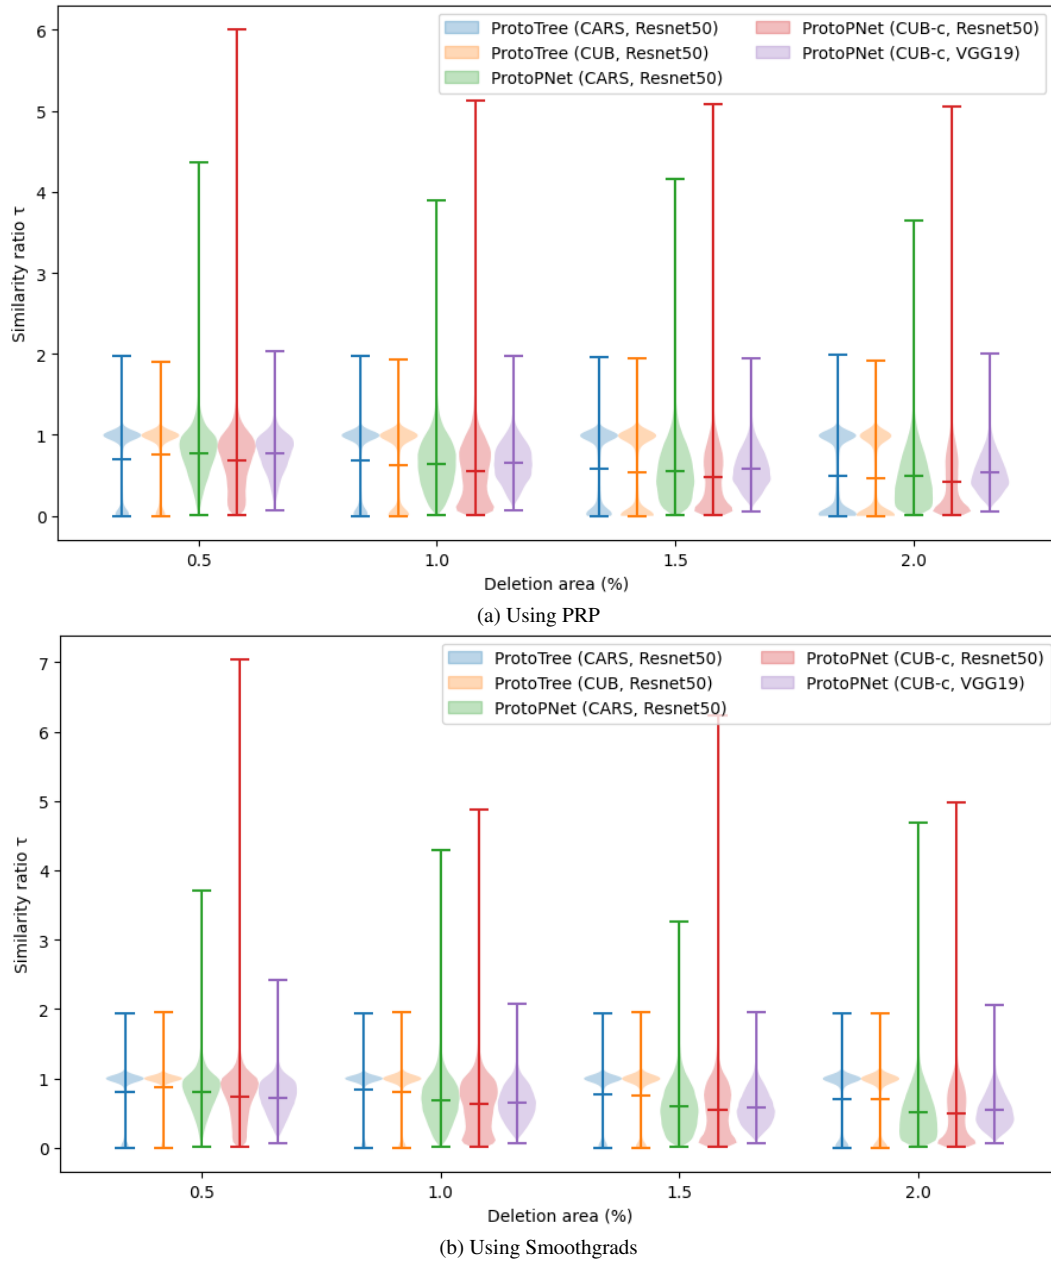 ProtoTree (CARS, Resnet50)
ProtoTree (CUB, Resnet50)
ProtoPNet (CARS, Resnet50)
ProtoPNet (CUB-c, Resnet50)
ProtoPNet (CUB-c, VGG19)
6
5
4
3
2
1
0
Similarity ratio τ
0.5 1.0 1.5 2.0
Deletion area (%)
(a) Using PRP
ProtoTree (CARS, Resnet50)
ProtoTree (CUB, Resnet50)
ProtoPNet (CARS, Resnet50)
ProtoPNet (CUB-c, Resnet50)
ProtoPNet (CUB-c, VGG19)
7
6
5
4
3
2
1
0
Similarity ratio τ
0.5 1.0 1.5 2.0
Deletion area (%)
(b) Using Smoothgrads